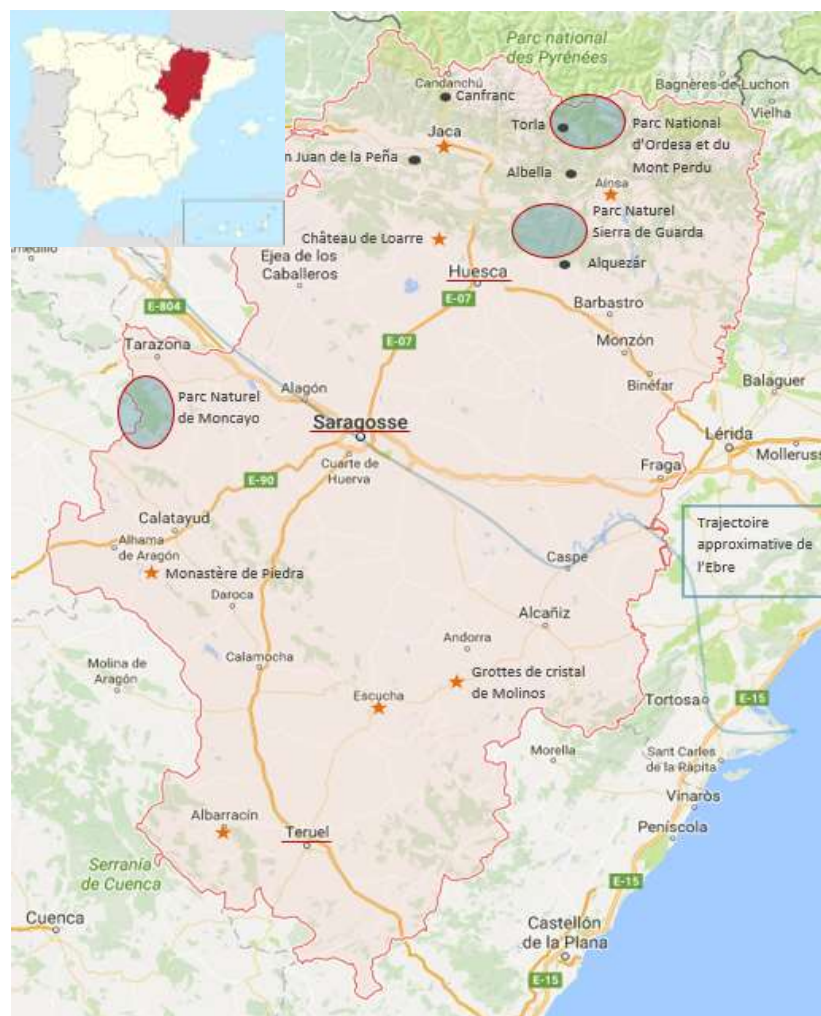 Parc national
des Pyrénées
Candanchú
Canfranc
Bagnères-de-Luchon
Vielha
Torla
Parc National
d'Ordesa et du
Mont Perdu
Jaca
n Juan de la Peña
Albella
Aínsa
Parc Naturel
Sierra de Guarda
Château de Loarre
Ejea de los
Caballeros
Huesca
Alquezar
E-07
E-804
Barbastro
E-07
Monzón
Tarazona
Binéfar
Balaguer
Parc Naturel
de Moncayo
Alagón
Saragosse
Lérida
Molleruss
Cuarte de
Huerva
Fraga
E-90
Calatayud
Trajectoire
approximative de
l'Ebre
Alhama
de Aragón
Caspe
Monastère de Piedra
Daroca
Alcañiz
Andorra
Molina de
Aragón
Calamocha
Grottes de cristal
de Molinos
Escucha
Tortosa
E-15
Morella
Sant Carles
de la Ràpita
Vinaròs
Albarracín
Teruel
Peníscola
Serranía
de Cuenca
E-15
Cuenca
Castellón
de la Plana
E-15